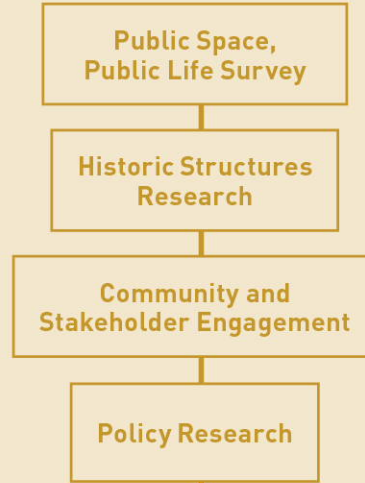 Public Space,
Public Life Survey
Historic Structures
Research
Community and
Stakeholder Engagement
Policy Research